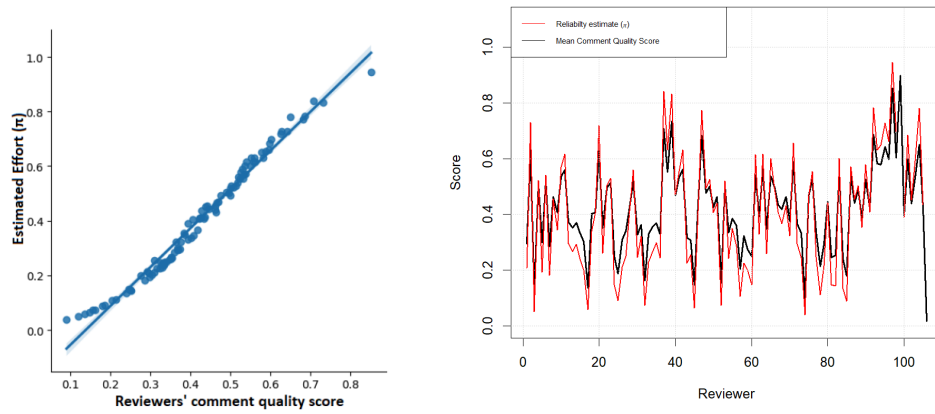 Estimated Effort (π)
1.0
0.8
0.6
0.4
0.2
0.0
0.1 0.2 0.3 0.4 0.5 0.6 0.7 0.8
Reviewers' comment quality score
Reliabilty estimate (π)
Mean Comment Quality Score
Score
1.0
0.8
0.6
0.4
0.2
0.0
0 20 40 60 80 100
Reviewer